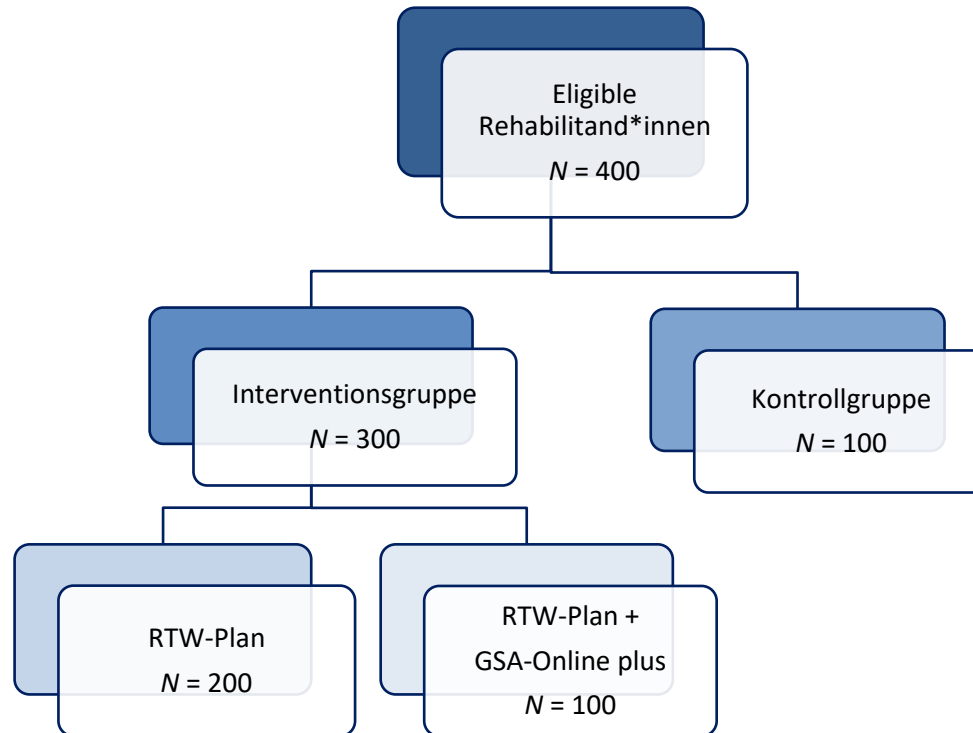 Eligible
Rehabilitand*innen
N = 400
Interventionsgruppe
N = 300
Kontrollgruppe
N = 100
RTW-Plan
N = 200
RTW-Plan +
GSA-Online plus
N = 100